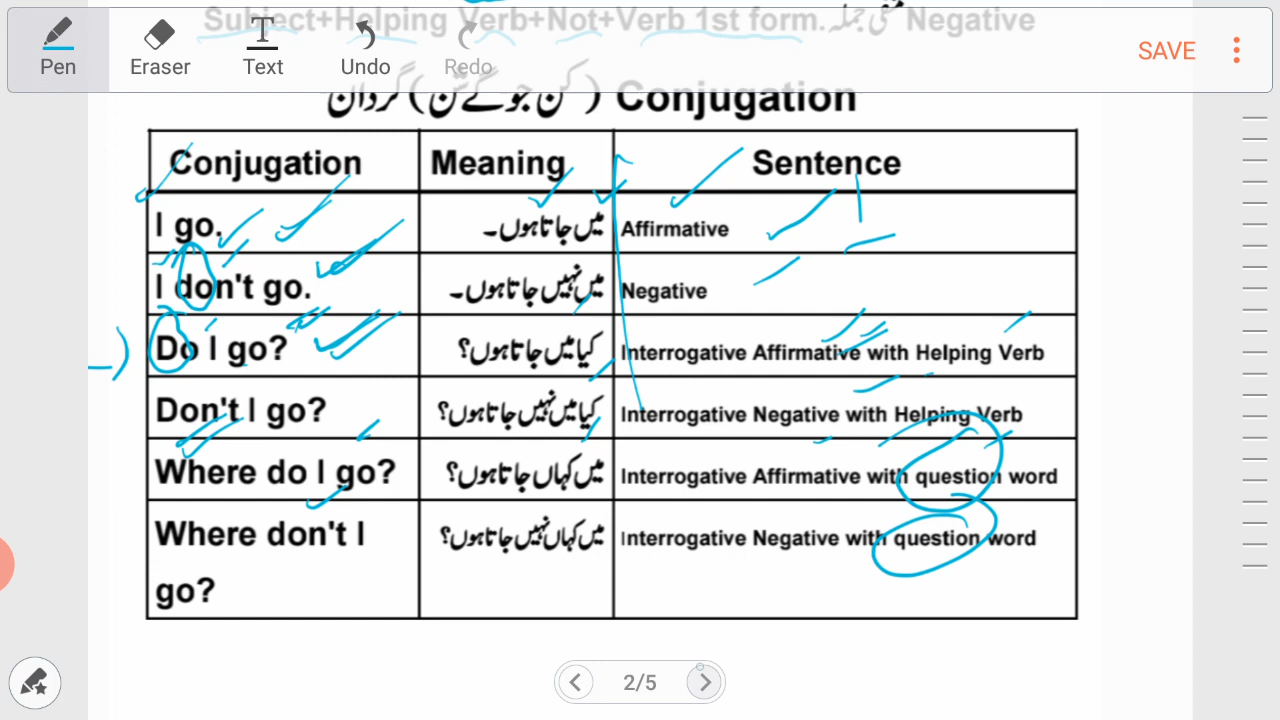 Subject+Helping Verb+Not+Verb 1st form. منفی جملہ Negative
Pen Eraser Text Undo Redo SAVE
Conjugation (کن جو گے شن) گردان
Conjugation Meaning Sentence
I go. میں جاتا ہوں۔ Affirmative
I don't go. میں نہیں جاتا ہوں۔ Negative
Do I go? کیا میں جاتا ہوں؟ Interrogative Affirmative with Helping Verb
Don't I go? کیا میں نہیں جاتا ہوں؟ Interrogative Negative with Helping Verb
Where do I go? میں کہاں جاتا ہوں؟ Interrogative Affirmative with question word
Where don't I میں کہاں نہیں جاتا ہوں؟ Interrogative Negative with question word
go?
2/5